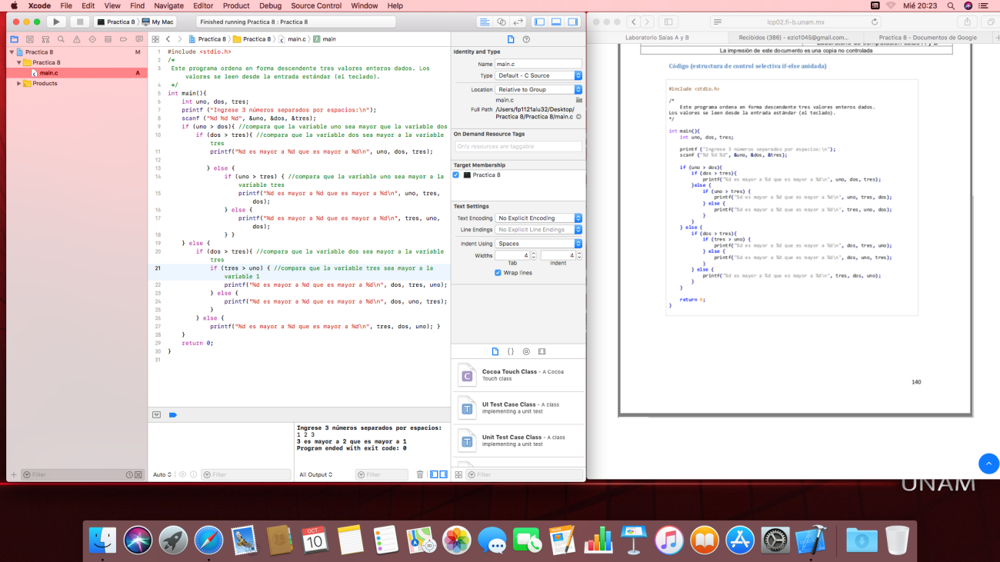 Xcode File Edit View Find Navigate Editor Product Debug Source Control Window Help
Mié 20:23
Practica 8 〉 My Mac
Finished running Practica 8 : Practica 8
icp02.fi-b.unam.mx
Laboratorio Salas A y B
Recibidos (386) - ezio1045@gmail.com...
Practica 8 - Documentos de Google
Practica 8 M
Practica 8
main.c A
Products
Filter
Practica 8 〉 Practica 8 〉 main.c 〉 main
1 #include <stdio.h>
2 /*
3 Este programa ordena en forma descendente tres valores enteros dados. Los
valores se leen desde la entrada estándar (el teclado).
4 */
5 int main(){
6 int uno, dos, tres;
7 printf ("Ingrese 3 números separados por espacios:\n");
8 scanf ("%d %d %d", &uno, &dos, &tres);
9 if (uno > dos){ //compara que la variable uno sea mayor que la variable dos
10 if (dos > tres){ //compara que la variable dos sea mayor a la variable
tres
11 printf("%d es mayor a %d que es mayor a %d\n", uno, dos, tres);
12
13 } else {
14 if (uno > tres) { //compara que la variable uno sea mayor a la
variable tres
15 printf("%d es mayor a %d que es mayor a %d\n", uno, tres,
dos);
16 } else {
17 printf("%d es mayor a %d que es mayor a %d\n", tres, uno,
dos);
18 } }
19 } else {
20 if (dos > tres){ //compara que la variable dos sea mayor a la variable
tres
21 if (tres > uno) { //compara que la variable tres sea mayor a la
variable 1
22 printf("%d es mayor a %d que es mayor a %d\n", dos, tres, uno);
23 } else {
24 printf("%d es mayor a %d que es mayor a %d\n", dos, uno, tres);
25 }
26 } else {
27 printf("%d es mayor a %d que es mayor a %d\n", tres, dos, uno); }
28 }
29 return 0;
30 }
31
Auto
Filter
Ingrese 3 números separados por espacios:
1 2 3
3 es mayor a 2 que es mayor a 1
Program ended with exit code: 0
All Output
Filter
Identity and Type
Name main.c
Type Default - C Source
Location Relative to Group
main.c
Full Path /Users/fp1121alu32/Desktop/
Practica 8/Practica 8/main.c
On Demand Resource Tags
Only resources are taggable
Target Membership
Practica 8
Text Settings
Text Encoding No Explicit Encoding
Line Endings No Explicit Line Endings
Indent Using Spaces
Widths 4 4
Tab Indent
Wrap lines
Cocoa Touch Class - A Cocoa
Touch class
UI Test Case Class - A class
implementing a unit test
Unit Test Case Class - A class
implementing a unit test
Filter
La impresión de este documento es una copia no controlada
Código (estructura de control selectiva if-else anidada)
#include <stdio.h>
/*
Este programa ordena en forma descendente tres valores enteros dados.
Los valores se leen desde la entrada estándar (el teclado).
*/
int main(){
int uno, dos, tres;
printf ("Ingrese 3 números separados por espacios:\n");
scanf ("%d %d %d", &uno, &dos, &tres);
if (uno > dos){
if (dos > tres){
printf("%d es mayor a %d que es mayor a %d\n", uno, dos, tres);
}else {
if (uno > tres) {
printf("%d es mayor a %d que es mayor a %d\n", uno, tres, dos);
} else {
printf("%d es mayor a %d que es mayor a %d\n", tres, uno, dos);
}
}
} else {
if (dos > tres){
if (tres > uno) {
printf("%d es mayor a %d que es mayor a %d\n", dos, tres, uno);
} else {
printf("%d es mayor a %d que es mayor a %d\n", dos, uno, tres);
}
} else {
printf("%d es mayor a %d que es mayor a %d\n", tres, dos, uno);
}
}
return 0;
}
140
UNAM
OCT
10